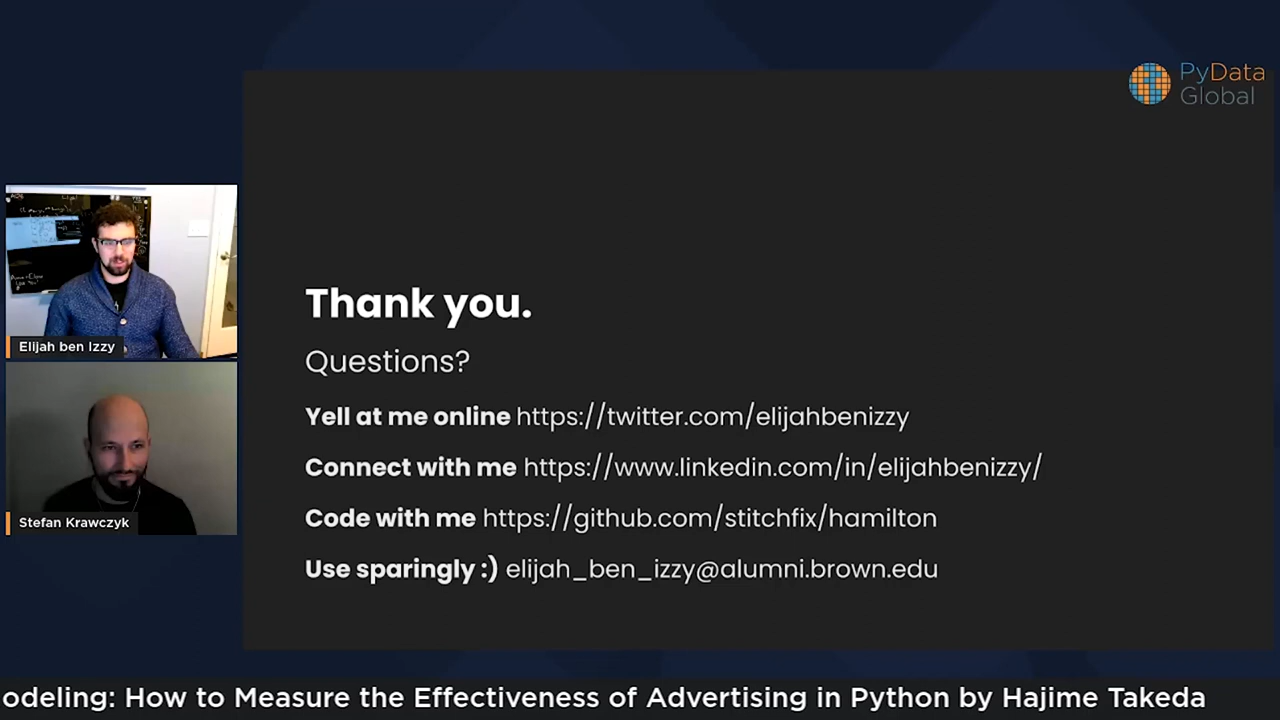 PyData
Global
Elijah ben Izzy
Stefan Krawczyk
Thank you.
Questions?
Yell at me online https://twitter.com/elijahbenizzy
Connect with me https://www.linkedin.com/in/elijahbenizzy/
Code with me https://github.com/stitchfix/hamilton
Use sparingly :) elijah_ben_izzy@alumni.brown.edu
odeling: How to Measure the Effectiveness of Advertising in Python by Hajime Takeda